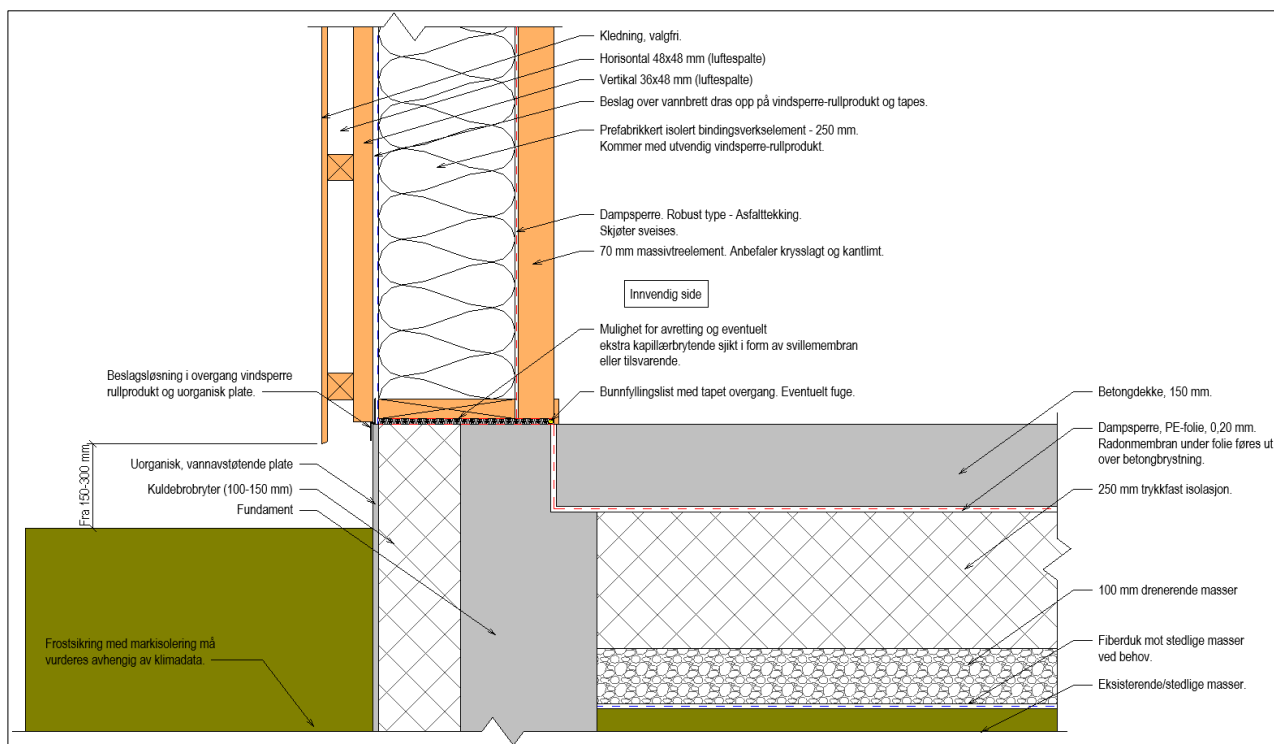 Kledning, valgfri.
Horisontal 48x48 mm (luftespalte)
Vertikal 36x48 mm (luftespalte)
Beslag over vannbrett dras opp på vindsperre-rullprodukt og tapes.
Prefabrikkert isolert bindingsverkselement - 250 mm.
Kommer med utvendig vindsperre-rullprodukt.
Dampsperre. Robust type - Asfalttekking.
Skjøter sveises.
70 mm massivtreelement. Anbefaler krysslagt og kantlimt.
Innvendig side
Mulighet for avretting og eventuelt
ekstra kapillærbrytende sjikt i form av svillemembran
eller tilsvarende.
Bunnfyllingslist med tapet overgang. Eventuelt fuge.
Beslagsløsning i overgang vindsperre
rullprodukt og uorganisk plate.
Fra 150-300 mm
Uorganisk, vannavstøtende plate
Kuldebrobryter (100-150 mm)
Fundament
Frostsikring med markisolering må
vurderes avhengig av klimadata.
Betongdekke, 150 mm.
Dampsperre, PE-folie, 0,20 mm.
Radonmembran under folie føres ut
over betongbrystning.
250 mm trykkfast isolasjon.
100 mm drenerende masser
Fiberduk mot stedlige masser
ved behov.
Eksisterende/stedlige masser.